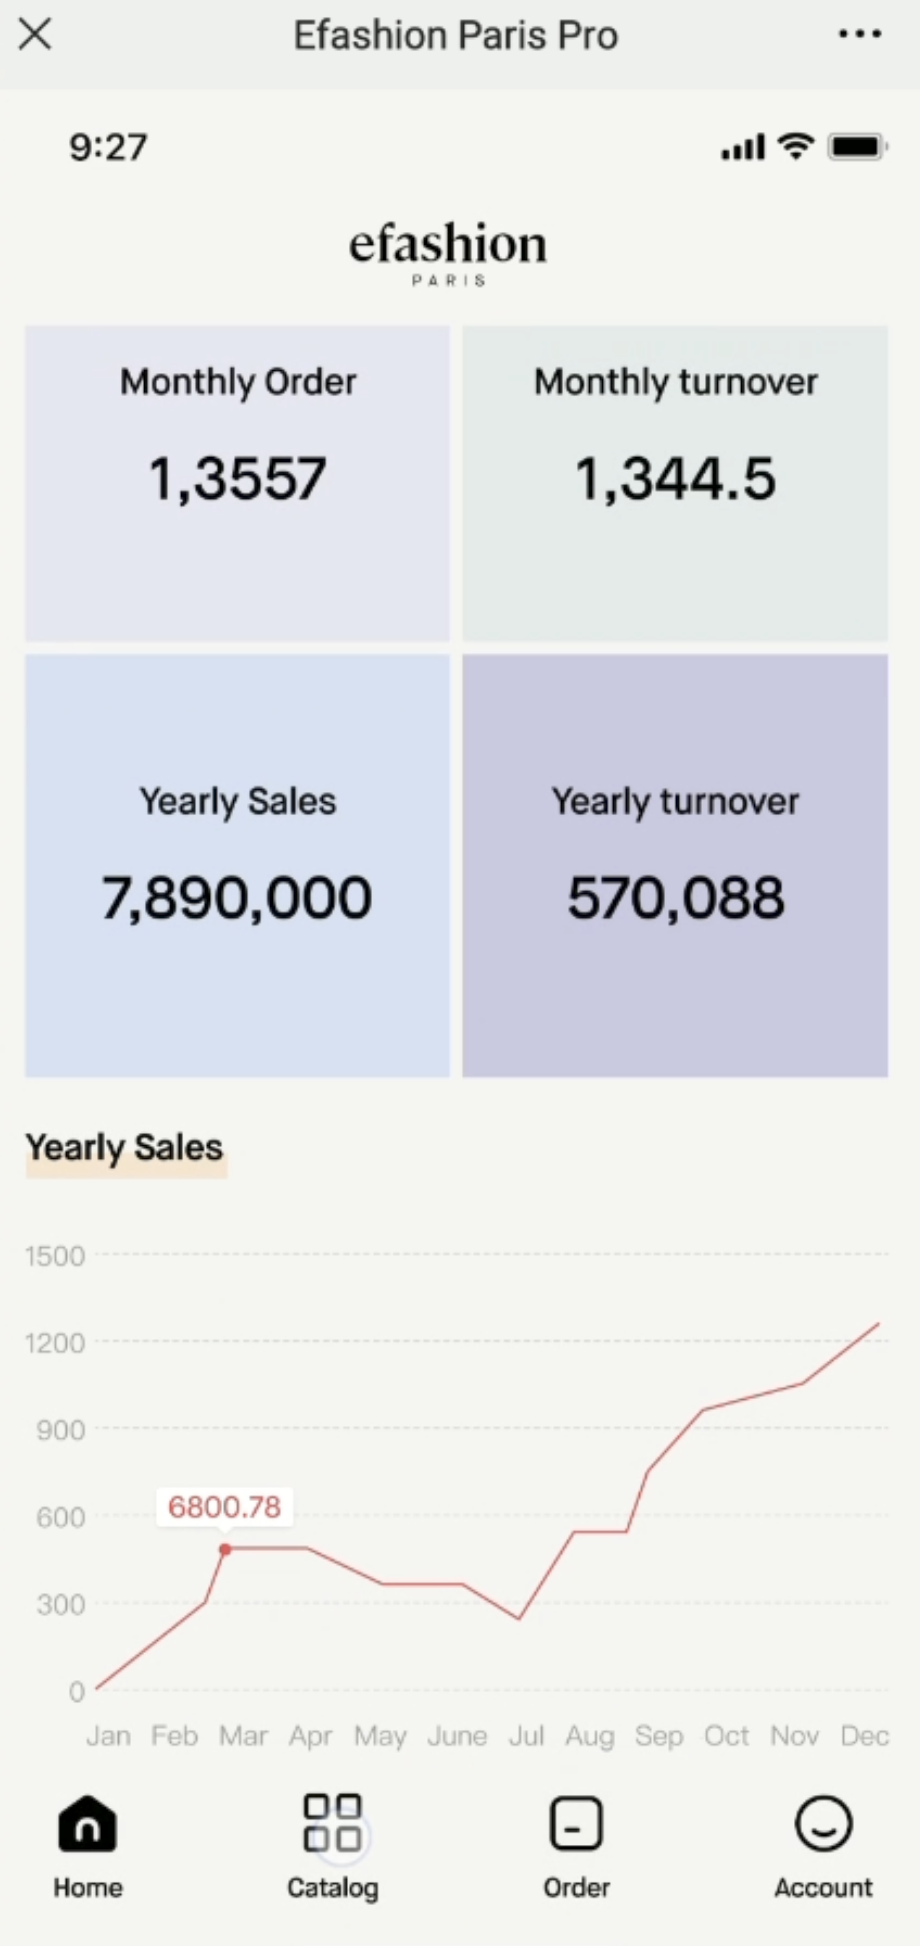 Efashion Paris Pro
9:27
efashion
PARIS
Monthly Order
1,3557
Monthly turnover
1,344.5
Yearly Sales
7,890,000
Yearly turnover
570,088
Yearly Sales
1500
1200
900
6800.78
600
300
0
Jan Feb Mar Apr May June Jul Aug Sep Oct Nov Dec
Home Catalog Order Account